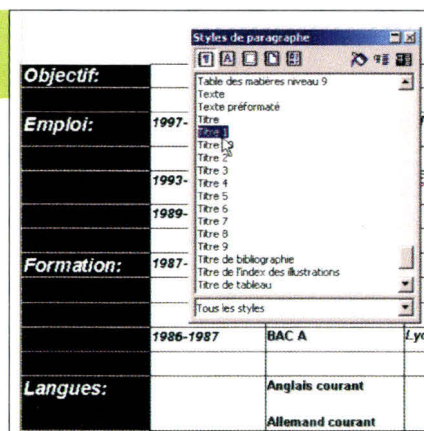 Styles de paragraphe
Objectif:
Emploi:
1997-
1993-
1989-
Formation:
1987-
1986-1987
BAC A
Langues:
Anglais courant
Allemand courant
Table des matières niveau 9
Texte
Texte préformaté
Titre
Titre 1
Titre
Titre 2
Titre 3
Titre 4
Titre 5
Titre 6
Titre 7
Titre 8
Titre 9
Titre de bibliographie
Titre de l'index des illustrations
Titre de tableau
Tous les styles